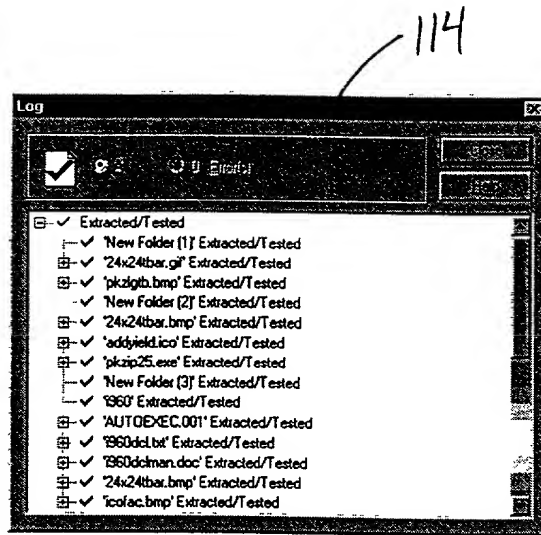 114
Log
0 Error(s)
Extracted/Tested
'New Folder (1)' Extracted/Tested
'24x24tbar.gif' Extracted/Tested
'pkzlgtb.bmp' Extracted/Tested
'New Folder (2)' Extracted/Tested
'24x24tbar.bmp' Extracted/Tested
'addyield.ico' Extracted/Tested
'pkzip25.exe' Extracted/Tested
'New Folder (3)' Extracted/Tested
'i960' Extracted/Tested
'AUTOEXEC.001' Extracted/Tested
'i960dcl.txt' Extracted/Tested
'i960dclman.doc' Extracted/Tested
'24x24tbar.bmp' Extracted/Tested
'icofac.bmp' Extracted/Tested